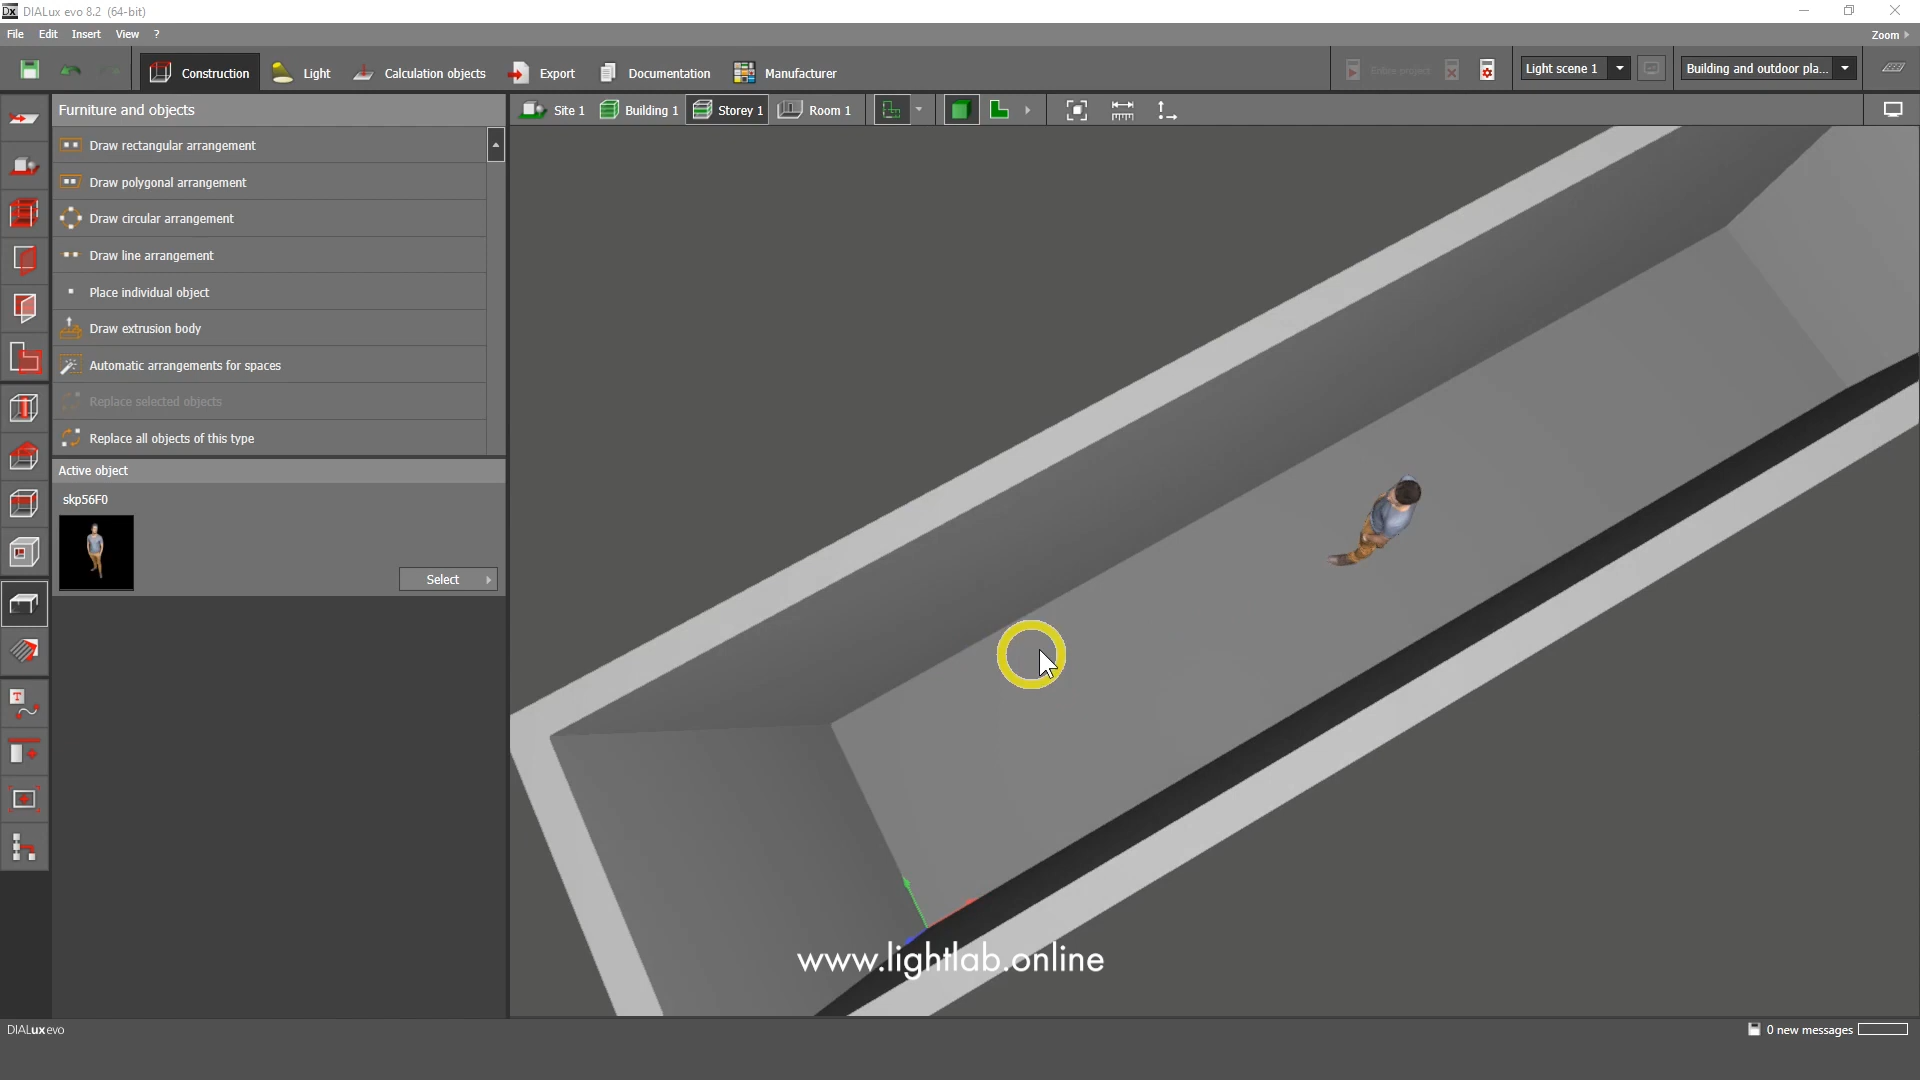 DIALux evo 8.2 (64-bit)
File Edit Insert View ?
Zoom
Construction Light Calculation objects Export Documentation Manufacturer Entire project Light scene 1 Building and outdoor pla...
Furniture and objects
Site 1 Building 1 Storey 1 Room 1
Draw rectangular arrangement
Draw polygonal arrangement
Draw circular arrangement
Draw line arrangement
Place individual object
Draw extrusion body
Automatic arrangements for spaces
Replace selected objects
Replace all objects of this type
Active object
skp56F0
Select
www.lightlab.online
DIALux evo
0 new messages